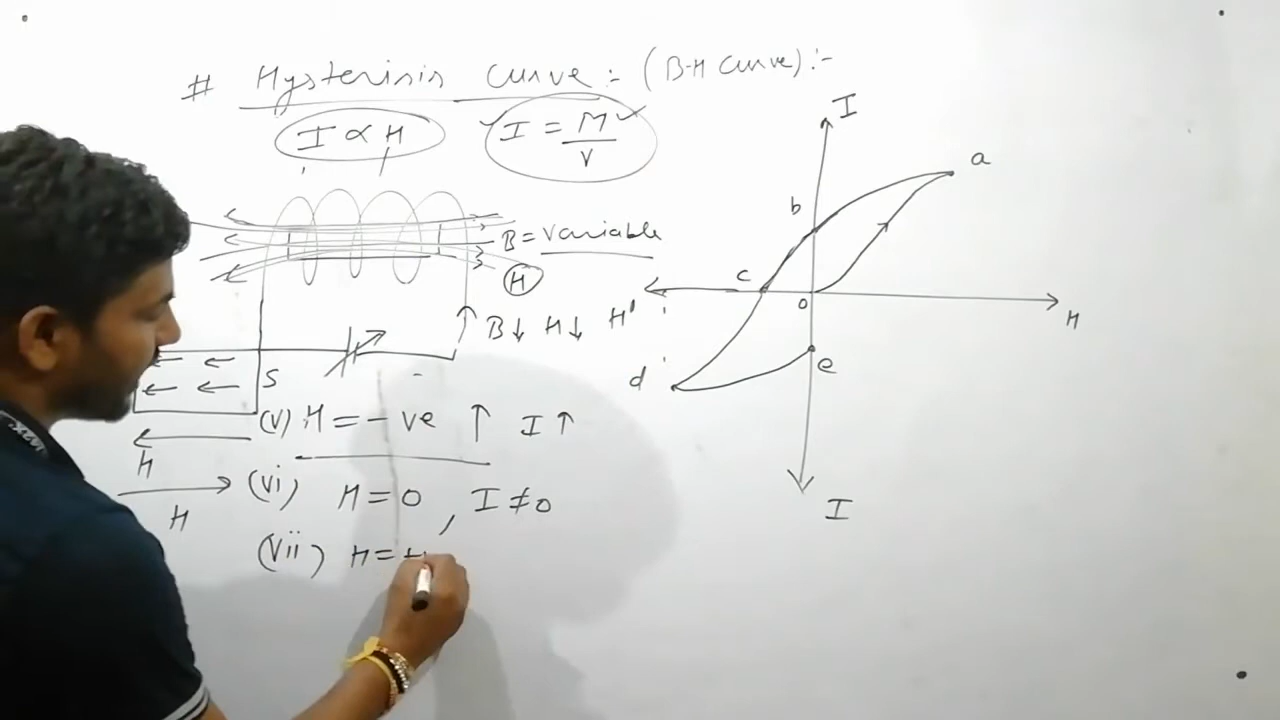 # Hysterisis Curve :- (B-H Curve) :-
I ∝ H
I = M/V
B = Variable
H
B↓ H↓
S
H
H
(v) H = - ve ↑ I ↑
(vi) H = 0 , I ≠ 0
(vii) H = +
I
a
b
c
o
H'
H
d
e
I